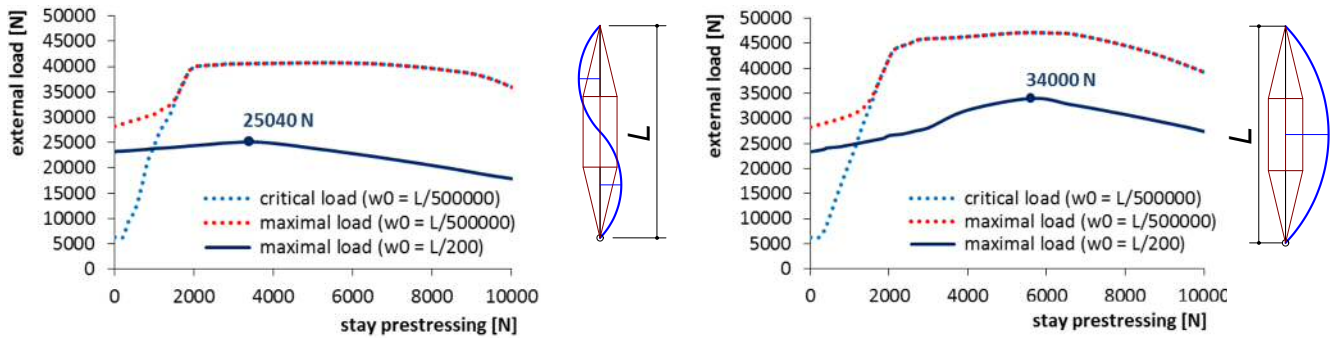 external load [N]
50000
45000
40000
35000
30000
25000
20000
15000
10000
5000
0
25040 N
critical load (w0 = L/500000)
maximal load (w0 = L/500000)
maximal load (w0 = L/200)
0 2000 4000 6000 8000 10000
stay prestressing [N]
L
external load [N]
50000
45000
40000
35000
30000
25000
20000
15000
10000
5000
0
34000 N
critical load (w0 = L/500000)
maximal load (w0 = L/500000)
maximal load (w0 = L/200)
0 2000 4000 6000 8000 10000
stay prestressing [N]
L